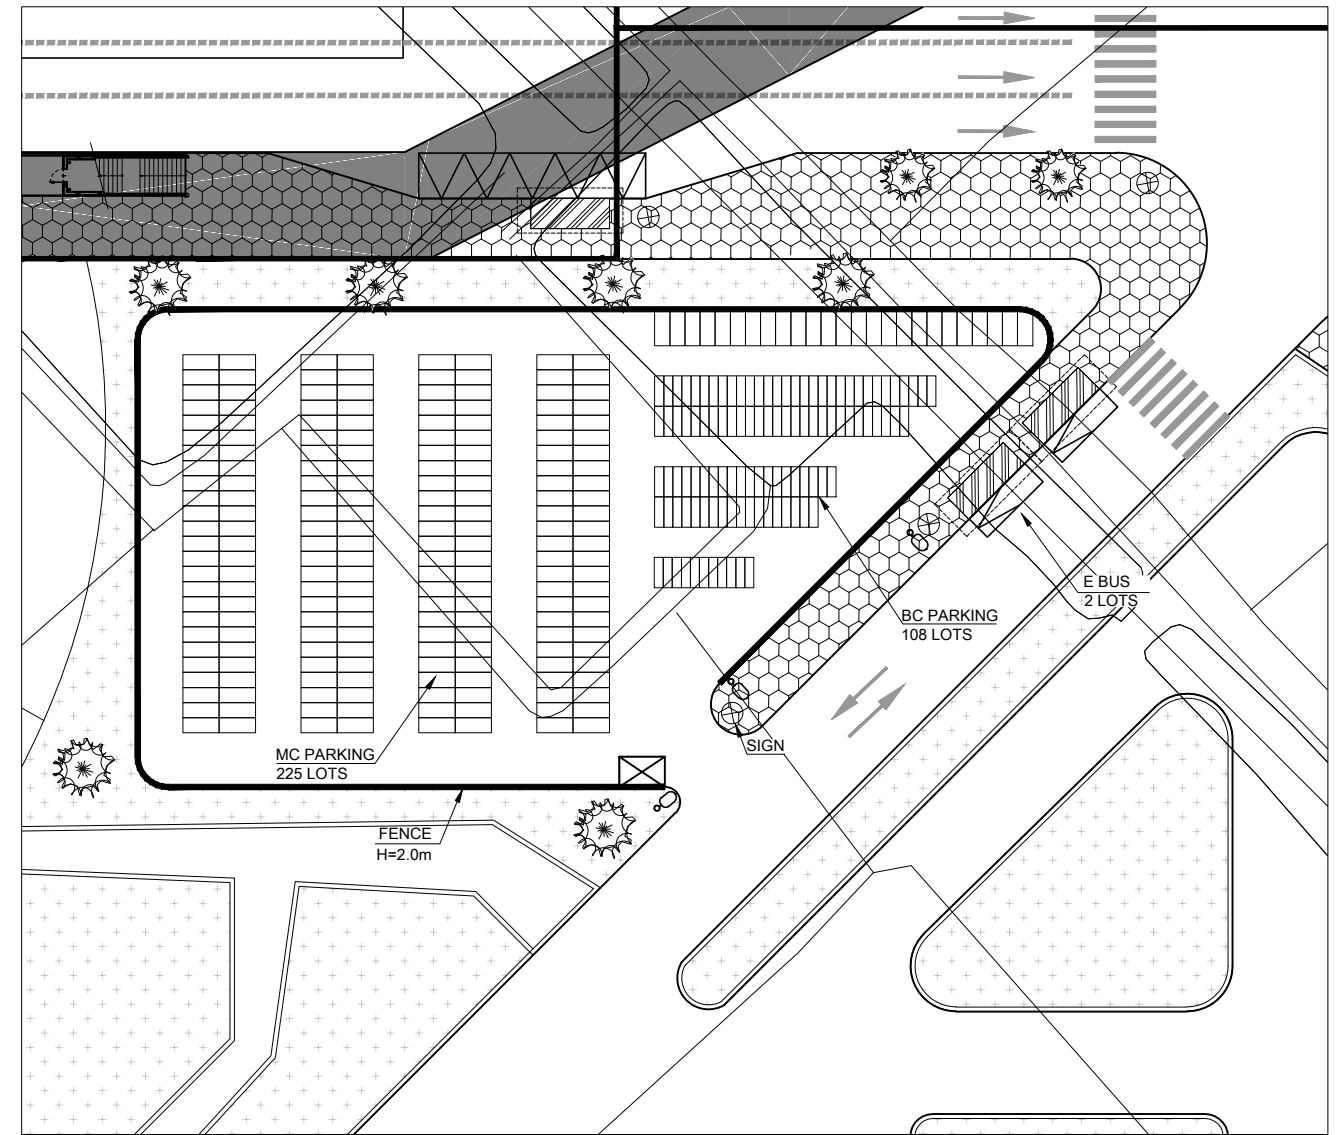 E BUS
2 LOTS
BC PARKING
108 LOTS
SIGN
MC PARKING
225 LOTS
FENCE
H=2.0m